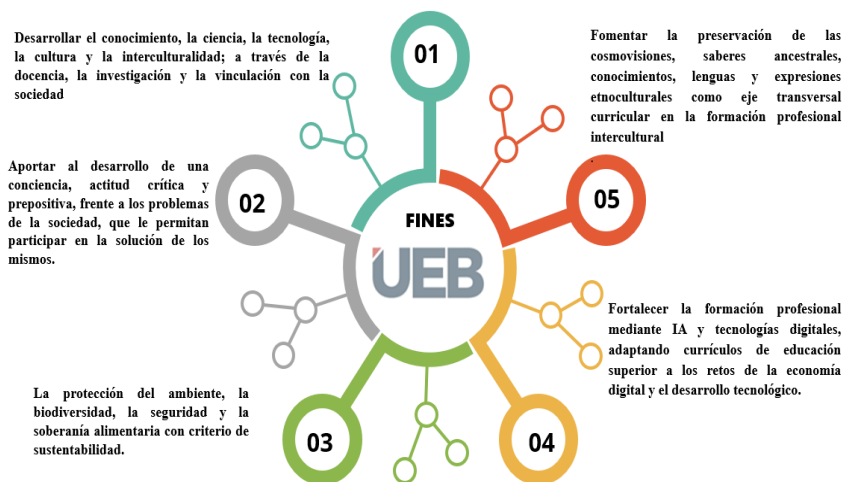 Desarrollar el conocimiento, la ciencia, la tecnología,
la cultura y la interculturalidad; a través de la
docencia, la investigación y la vinculación con la
sociedad
01
Fomentar la preservación de las
cosmovisiones, saberes ancestrales,
conocimientos, lenguas y expresiones
etnoculturales como eje transversal
curricular en la formación profesional
intercultural
.
Aportar al desarrollo de una
conciencia, actitud crítica y
prepositiva, frente a los problemas
de la sociedad, que le permitan
participar en la solución de los
mismos.
02
FINES
UEB
05
Fortalecer la formación profesional
mediante IA y tecnologías digitales,
adaptando currículos de educación
superior a los retos de la economía
digital y el desarrollo tecnológico.
La protección del ambiente, la
biodiversidad, la seguridad y la
soberanía alimentaria con criterio de
sustentabilidad.
03
04